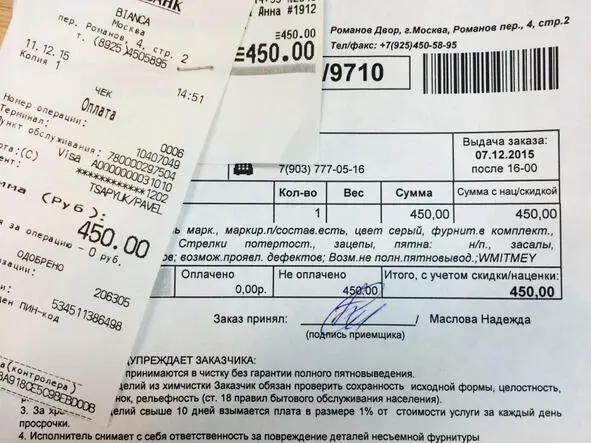 BIANCA
Москва
пер. Романов, 4, стр. 2
т. (8925)4505895
11.12.15
Копия 1
ЧЕК
14:51
Оплата
Номер операции: 0006
Терминал: 10407049
Пункт обслуживания: 780000297504
Visa A0000000031010
************1202
TSAPYUK/PAVEL
(Руб):
450.00
за операцию - 0 руб.
ОДОБРЕНО
206305
534511386498
ПИН-код
(контролера)
Анна #1912
≡450.00
≡450.00
Романов Двор, г.Москва, Романов пер., 4, стр.2
Тел/факс: +7(925)450-58-95
/9710
Выдача заказа:
07.12.2015
после 16-00
7(903) 777-05-16
Кол-во Вес Сумма Сумма с нац/скидкой
1 450,00 450,00
марк., маркир.п/состав.есть, цвет серый, фурнит.в комплект.,
Стрелки потертост., зацепы, пятна: н/п., засалы,
возмож.проявл. дефектов; Возм.не полн.пятновывод.;WMITMEY
Оплачено Не оплачено Итого, с учетом скидки/наценки:
0,00р. 450,00 450,00
Заказ принял: / Маслова Надежда
(подпись приемщика)
ПРЕДУПРЕЖДАЕТ ЗАКАЗЧИКА:
принимаются в чистку без гарантии полного пятновыведения.
из химчистки Заказчик обязан проверить сохранность исходной формы, целостность,
рельефность (ст. 18 правил бытового обслуживания населения).
3. За свыше 10 дней взымается плата в размере 1% от стоимости услуги за каждый день
просрочки.
4. Исполнитель снимает с себя ответственность за повреждение деталей несъемной фурнитуры